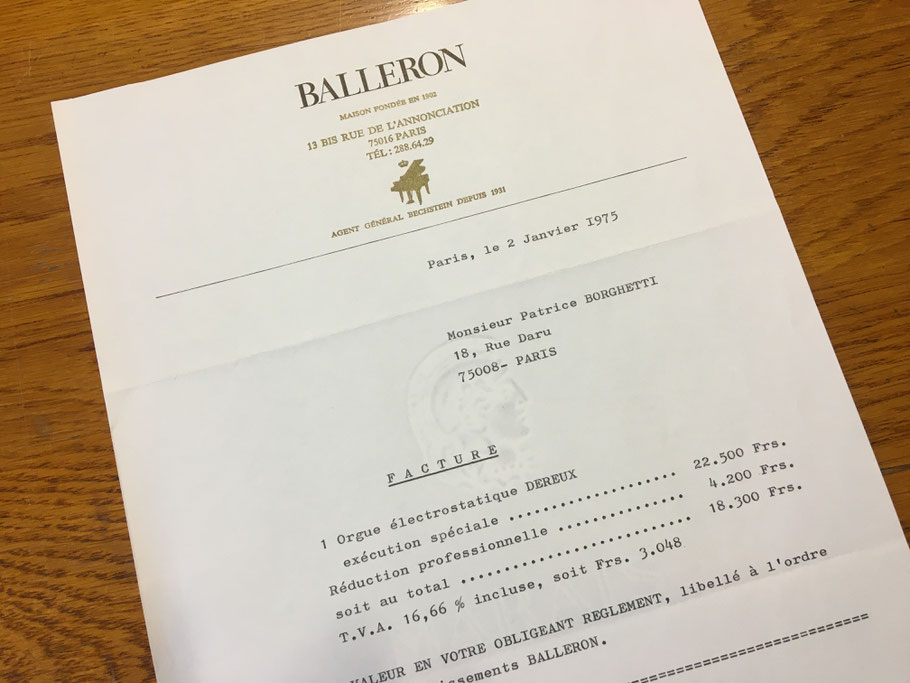 BALLERON
MAISON FONDÉE EN 1902
13 BIS RUE DE L'ANNONCIATION
75016 PARIS
TÉL: 288.64.29
AGENT GÉNÉRAL BECHSTEIN DEPUIS 1931
Paris, le 2 Janvier 1975
Monsieur Patrice BORGHETTI
18, Rue Daru
75008- PARIS
F A C T U R E
1 Orgue électrostatique DEREUX
exécution spéciale .................... 22.500 Frs.
Réduction professionnelle ............... 4.200 Frs.
soit au total ........................... 18.300 Frs.
T.V.A. 16,66 % incluse, soit Frs. 3.048
VALEUR EN VOTRE OBLIGEANT REGLEMENT, libellé à l'ordre
BALLERON.